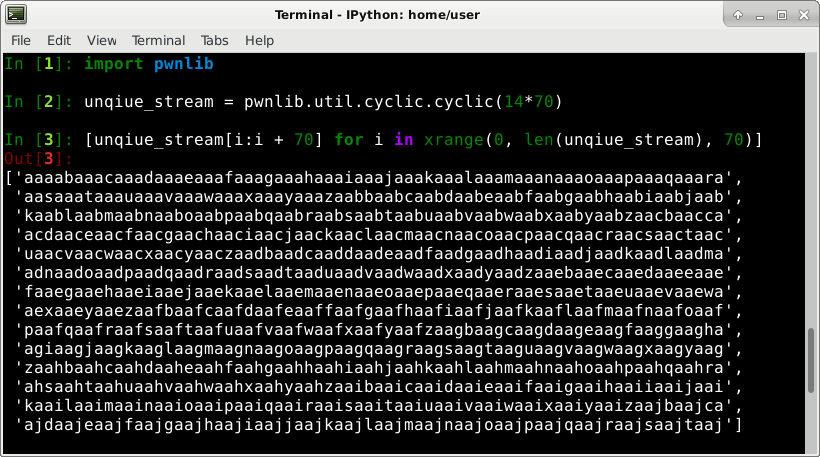 Terminal - IPython: home/user
File Edit View Terminal Tabs Help
In [1]: import pwnlib
In [2]: unqiue_stream = pwnlib.util.cyclic.cyclic(14*70)
In [3]: [unqiue_stream[i:i + 70] for i in xrange(0, len(unqiue_stream), 70)]
Out[3]:
['aaaabaaacaaadaaaeaaafaaagaaahaaaiaaajaaakaaalaaamaaanaaaoaaapaaaqaaara',
'aasaaataaauaaavaaawaaaxaaayaaazaabbaabcaabdaabeaabfaabgaabhaabiaabjaab',
'kaablaabmaabnaaboaabpaabqaabraabsaabtaabuaabvaabwaabxaabyaabzaacbaacca',
'acdaaceaacfaacgaachaaciaacjaackaaclaacmaacnaacoaacpaacqaacraacsaactaac',
'uaacvaacwaacxaacyaaczaadbaadcaaddaadeaadfaadgaadhaadiaadjaadkaadlaadma',
'adnaadoaadpaadqaadraadsaadtaaduaadvaadwaadxaadyaadzaaebaaecaaedaaeeaae',
'faaegaaehaaeiaaejaaekaaelaaemaaenaaeoaaepaaeqaaeraaesaaetaaeuaaevaaewa',
'aexaaeyaaezaafbaafcaafdaafeaaffaafgaafhaafiaafjaafkaaflaafmaafnaafoaaf',
'paafqaafraafsaaftaafuaafvaafwaafxaafyaafzaagbaagcaagdaageaagfaaggaagha',
'agiaagjaagkaaglaagmaagnaagoaagpaagqaagraagsaagtaaguaagvaagwaagxaagyaag',
'zaahbaahcaahdaaheaahfaahgaahhaahiaahjaahkaahlaahmaahnaahoaahpaahqaahra',
'ahsaahtaahuaahvaahwaahxaahyaahzaaibaaicaaidaaieaaifaaigaaihaaiiaaijaai',
'kaailaaimaainaaioaaipaaiqaairaaisaaitaaiuaaivaaiwaaixaaiyaaizaajbaajca',
'ajdaajeaajfaajgaajhaajiaajjaajkaajlaajmaajnaajoaajpaajqaajraajsaajtaaj']